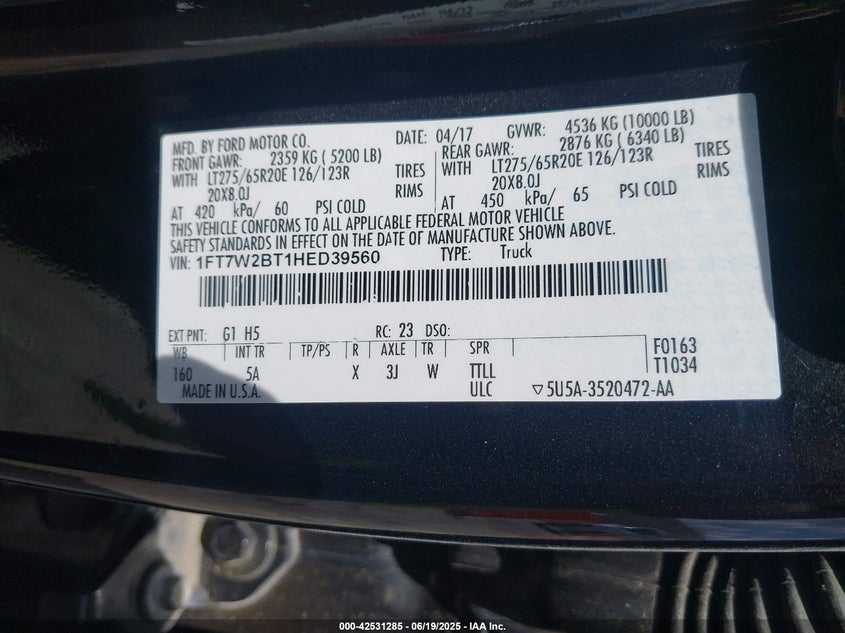 MFD. BY FORD MOTOR CO. DATE: 04/17 GVWR: 4536 KG (10000 LB)
FRONT GAWR: 2359 KG ( 5200 LB) REAR GAWR: 2876 KG ( 6340 LB)
WITH LT275/65R20E 126/123R TIRES WITH LT275/65R20E 126/123R TIRES
20X8.0J RIMS 20X8.0J RIMS
AT 420 kPa/ 60 PSI COLD AT 450 kPa/ 65 PSI COLD
THIS VEHICLE CONFORMS TO ALL APPLICABLE FEDERAL MOTOR VEHICLE
SAFETY STANDARDS IN EFFECT ON THE DATE OF MANUFACTURE SHOWN ABOVE.
VIN: 1FT7W2BT1HED39560 TYPE: Truck
EXT PNT: G1 H5 RC: 23 DSO:
WB INT TR TP/PS R AXLE TR SPR F0163
160 5A X 3J W TTLL T1034
MADE IN U.S.A. ULC ▽5U5A-3520472-AA
000-42531285 - 06/19/2025 - IAA Inc.